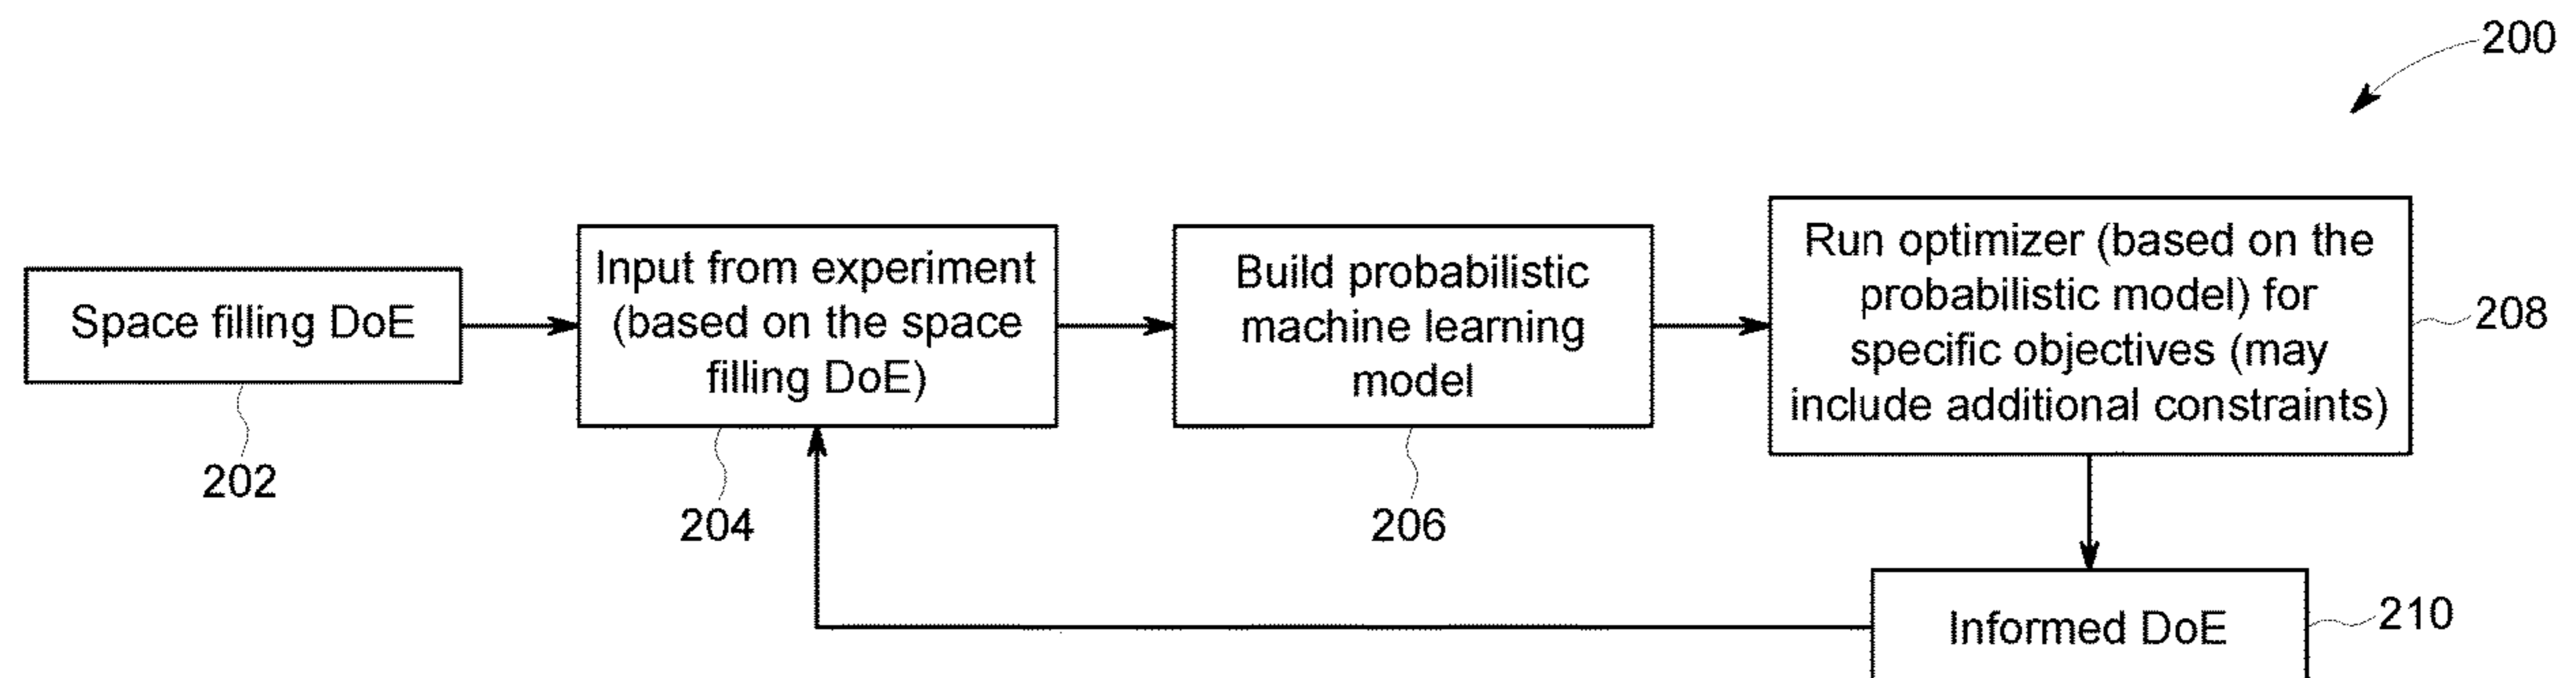 200
Space filling DoE
202
Input from experiment
(based on the space
filling DoE)
204
Build probabilistic
machine learning
model
206
Run optimizer (based on the
probabilistic model) for
specific objectives (may
include additional constraints)
208
Informed DoE
210